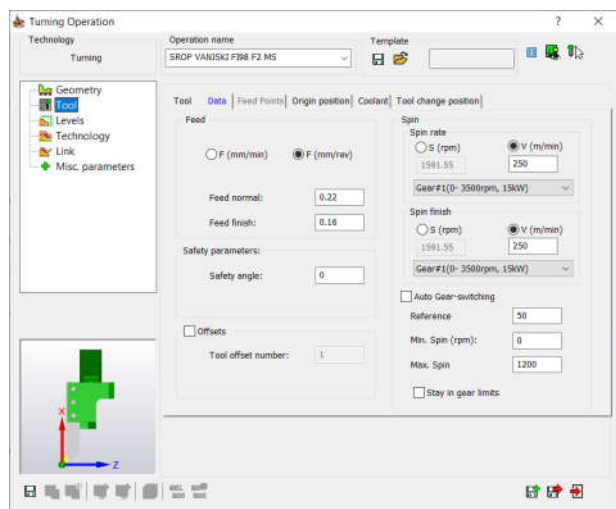 Turning Operation
?
Technology
Turning
Operation name
SROP VANJSKI FI98 F2 MS
Template
Geometry
Tool
Levels
Technology
Link
Misc. parameters
Tool Data Feed Points Origin position Coolant Tool change position
Feed
F (mm/min) F (mm/rev)
Feed normal: 0.22
Feed finish: 0.16
Safety parameters:
Safety angle: 0
Offsets
Tool offset number: 1
Spin
Spin rate
S (rpm) V (m/min)
1591.55 250
Gear#1(0- 3500rpm, 15kW)
Spin finish
S (rpm) V (m/min)
1591.55 250
Gear#1(0- 3500rpm, 15kW)
Auto Gear-switching
Reference 50
Min. Spin (rpm): 0
Max. Spin 1200
Stay in gear limits
X
Z